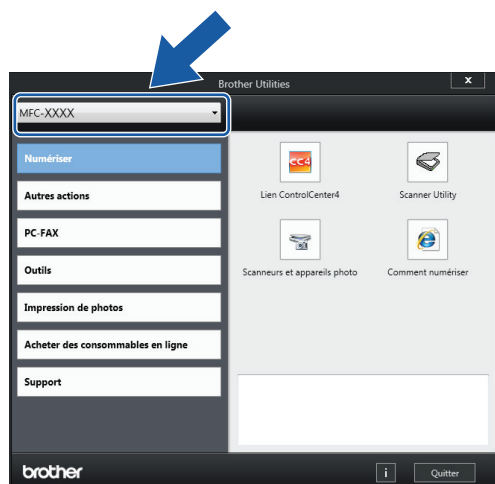 Brother Utilities
x
MFC-XXXX
Numériser
Autres actions
PC-FAX
Outils
Impression de photos
Acheter des consommables en ligne
Support
CC4
Lien ControlCenter4
Scanner Utility
Scanneurs et appareils photo
Comment numériser
brother
i
Quitter